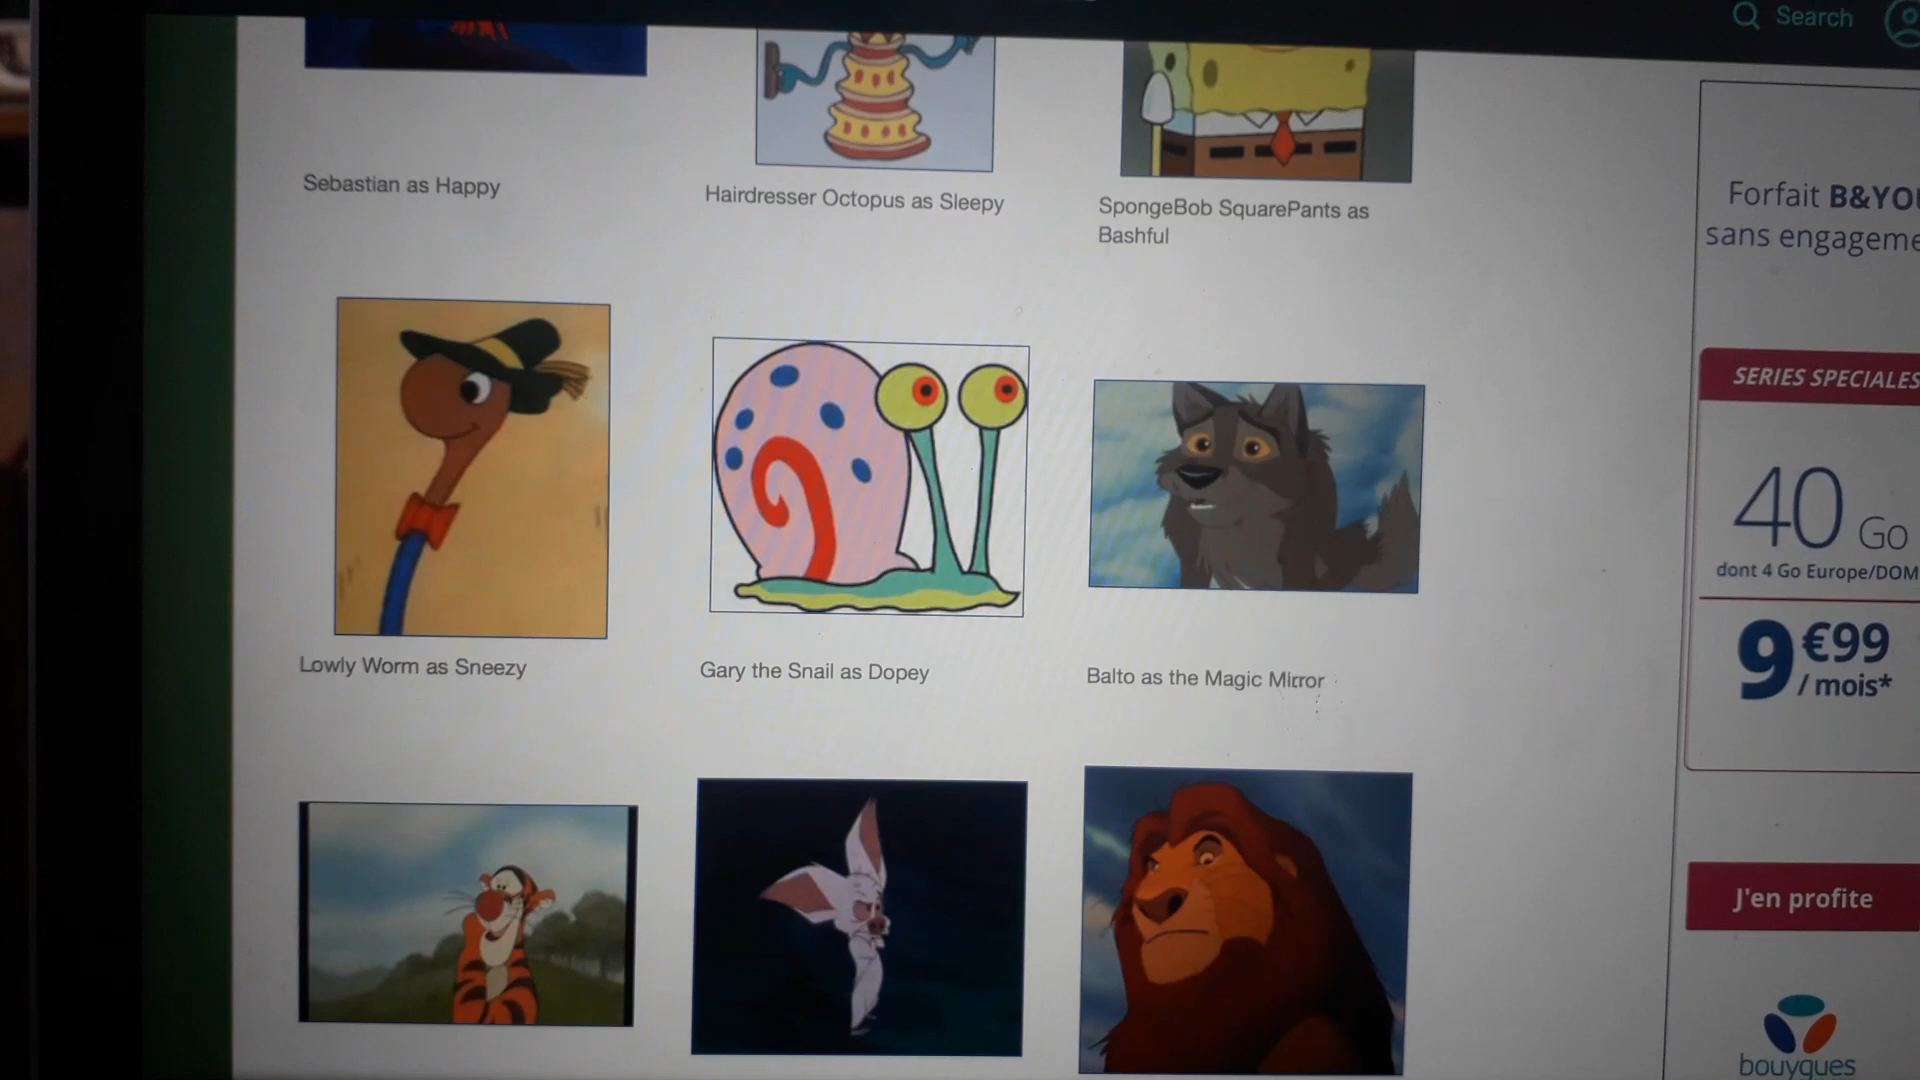 Search
Sebastian as Happy
Hairdresser Octopus as Sleepy
SpongeBob SquarePants as
Bashful
Lowly Worm as Sneezy
Gary the Snail as Dopey
Balto as the Magic Mirror
Forfait B&YOU
sans engageme
SERIES SPECIALES
40 Go
dont 4 Go Europe/DOM
9€99
/ mois*
J'en profite
bouygues